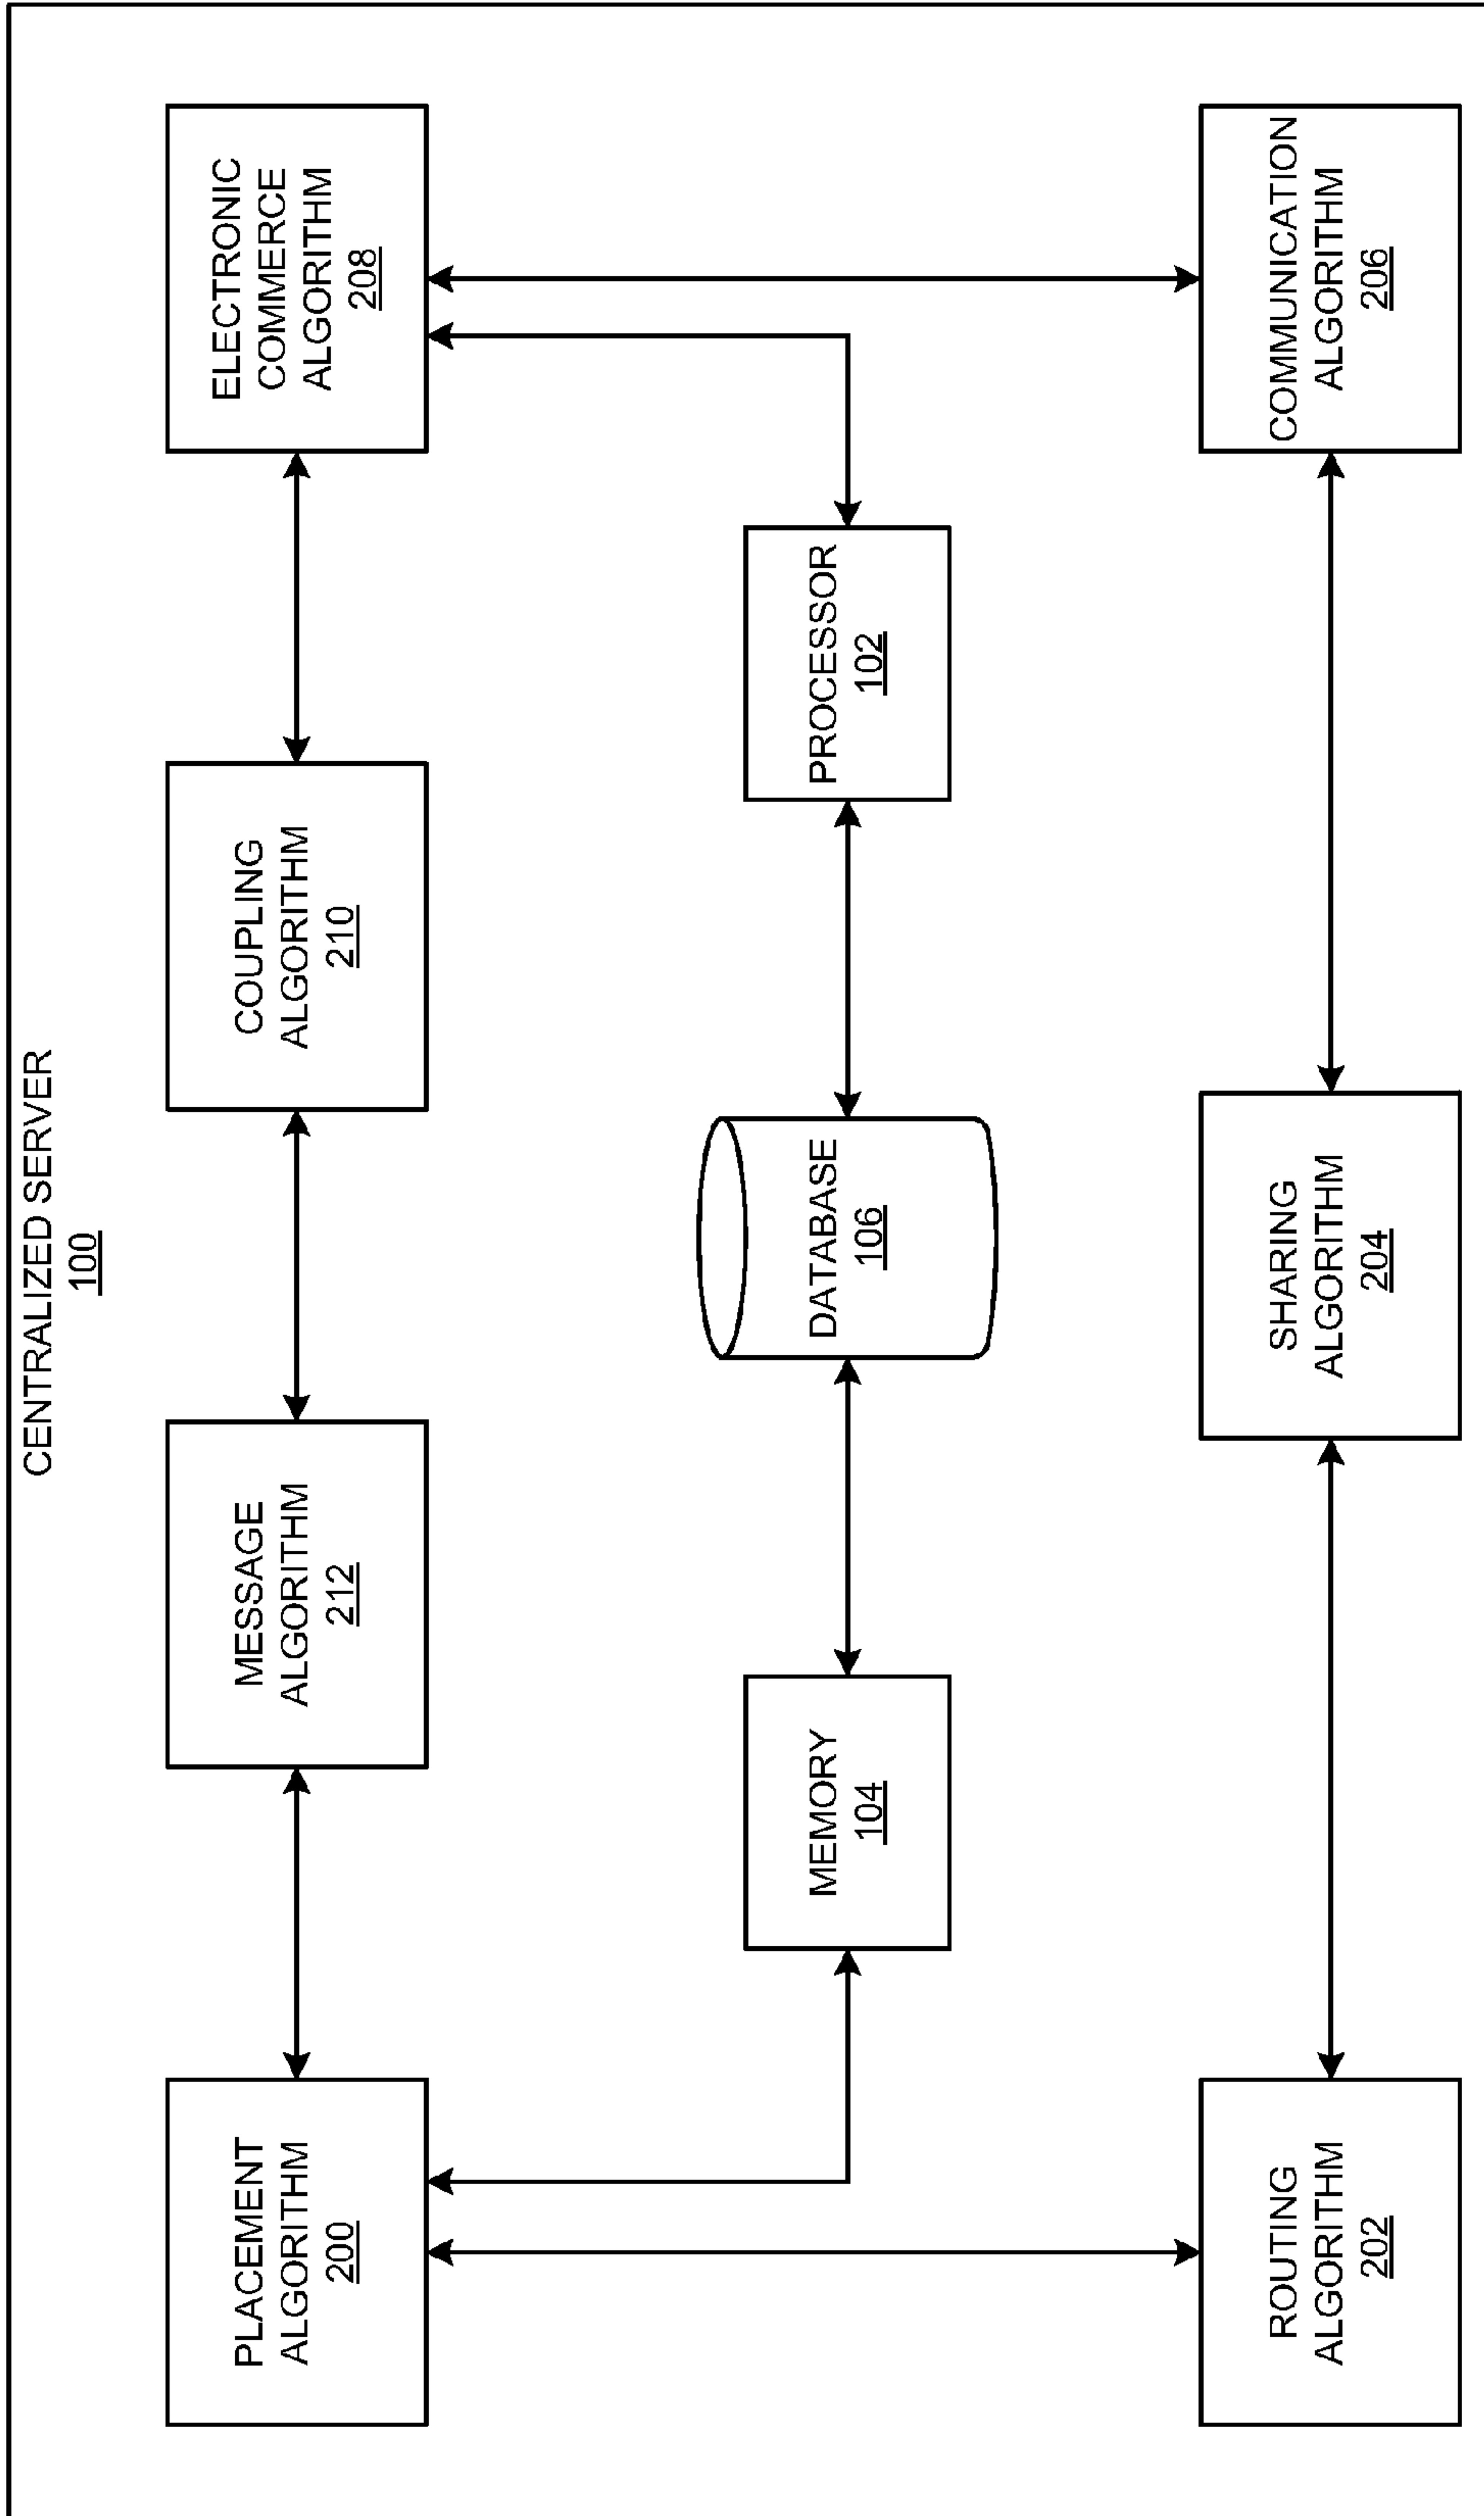 CENTRALIZED SERVER
100
PLACEMENT
ALGORITHM
200
MESSAGE
ALGORITHM
212
COUPLING
ALGORITHM
210
ELECTRONIC
COMMERCE
ALGORITHM
208
MEMORY
104
DATABASE
106
PROCESSOR
102
ROUTING
ALGORITHM
202
SHARING
ALGORITHM
204
COMMUNICATION
ALGORITHM
206